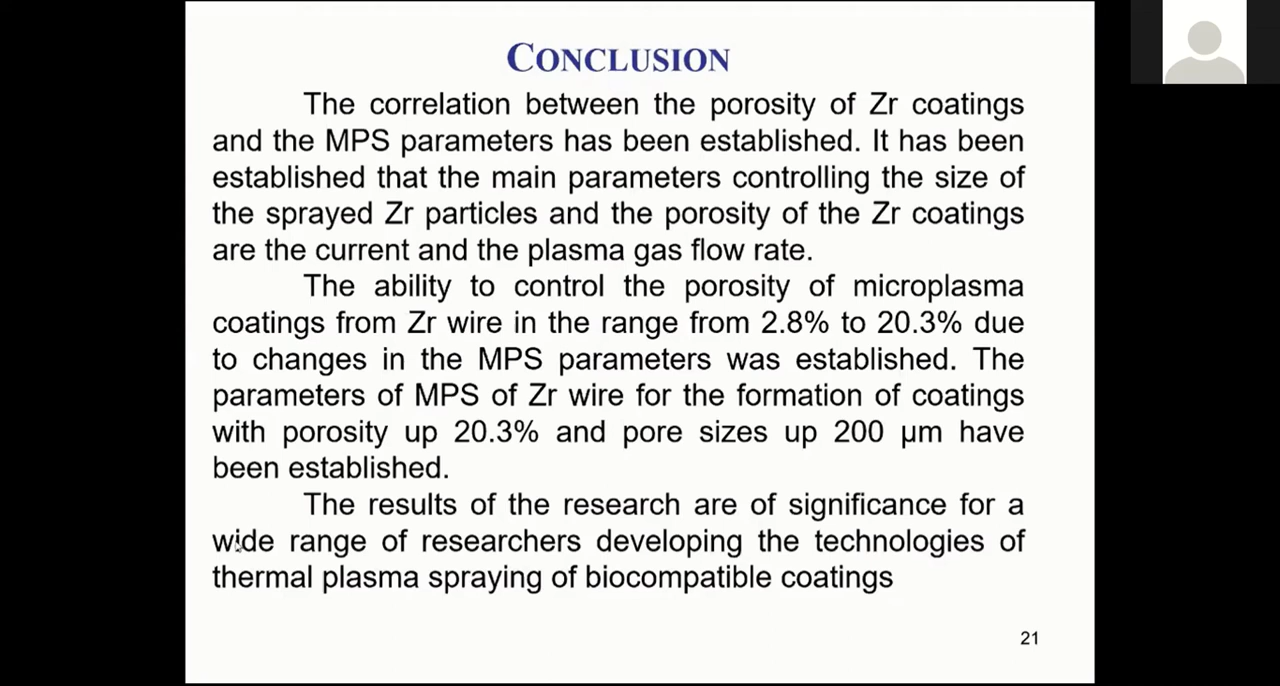 CONCLUSION
The correlation between the porosity of Zr coatings
and the MPS parameters has been established. It has been
established that the main parameters controlling the size of
the sprayed Zr particles and the porosity of the Zr coatings
are the current and the plasma gas flow rate.
The ability to control the porosity of microplasma
coatings from Zr wire in the range from 2.8% to 20.3% due
to changes in the MPS parameters was established. The
parameters of MPS of Zr wire for the formation of coatings
with porosity up 20.3% and pore sizes up 200 µm have
been established.
The results of the research are of significance for a
wide range of researchers developing the technologies of
thermal plasma spraying of biocompatible coatings
21